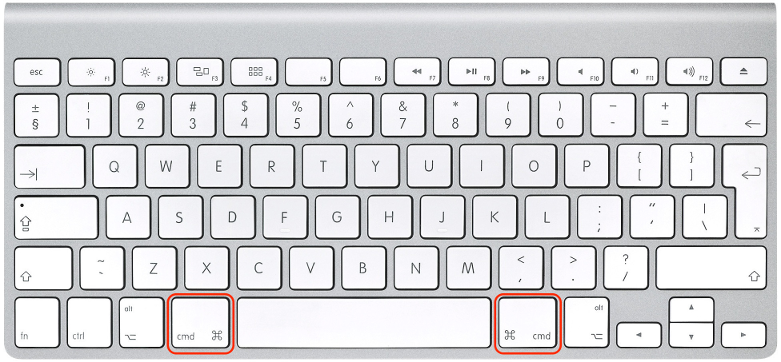 esc F1 F2 F3 F4 F5 F6 F7 F8 F9 F10 F11 F12
± ! @ # $ % ^ & * ( ) – +
§ 1 2 3 4 5 6 7 8 9 0 - =
Q W E R T Y U I O P { [ } ]
A S D F G H J K L : ; " ' | \
~ ` Z X C V B N M < , > . ? /
fn ctrl alt ⌥ cmd ⌘ ⌘ cmd alt ⌥